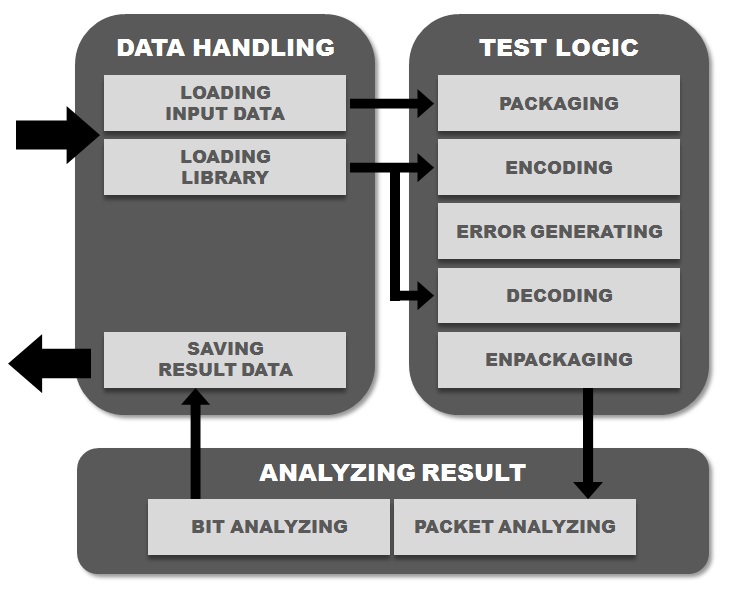 DATA HANDLING
LOADING
INPUT DATA
LOADING
LIBRARY
SAVING
RESULT DATA
TEST LOGIC
PACKAGING
ENCODING
ERROR GENERATING
DECODING
ENPACKAGING
ANALYZING RESULT
BIT ANALYZING
PACKET ANALYZING